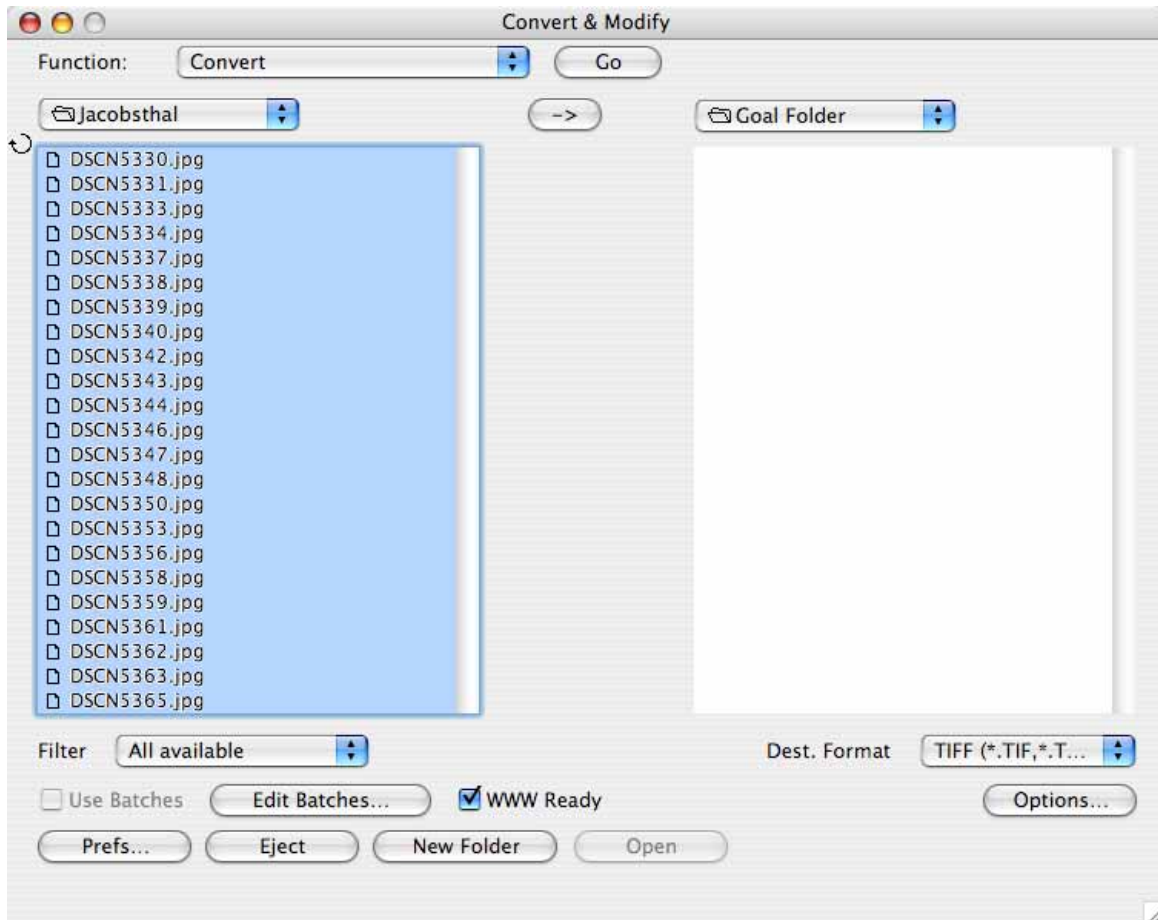 Convert & Modify
Function: Convert Go
Jacobsthal -> Goal Folder
DSCN5330.jpg
DSCN5331.jpg
DSCN5333.jpg
DSCN5334.jpg
DSCN5337.jpg
DSCN5338.jpg
DSCN5339.jpg
DSCN5340.jpg
DSCN5342.jpg
DSCN5343.jpg
DSCN5344.jpg
DSCN5346.jpg
DSCN5347.jpg
DSCN5348.jpg
DSCN5350.jpg
DSCN5353.jpg
DSCN5356.jpg
DSCN5358.jpg
DSCN5359.jpg
DSCN5361.jpg
DSCN5362.jpg
DSCN5363.jpg
DSCN5365.jpg
Filter All available Dest. Format TIFF (*.TIF,*.T...
Use Batches Edit Batches... WWW Ready Options...
Prefs... Eject New Folder Open